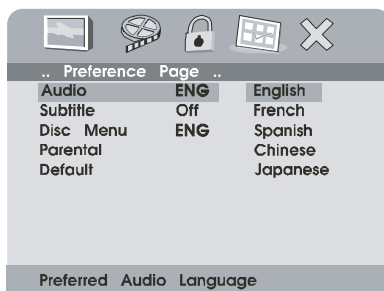 .. Preference Page ..
Audio ENG English
Subtitle Off French
Disc Menu ENG Spanish
Parental Chinese
Default Japanese
Preferred Audio Language